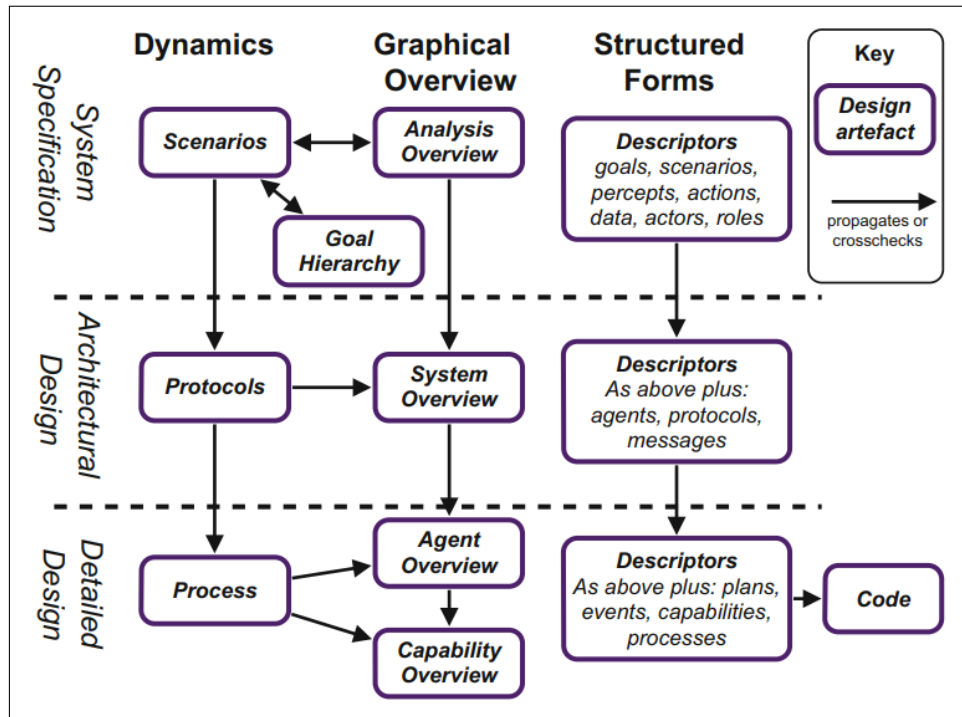 Dynamics
Graphical
Overview
Structured
Forms
Key
Design
artefact
propagates or
crosschecks
System
Specification
Scenarios
Analysis
Overview
Goal
Hierarchy
Descriptors
goals, scenarios,
percepts, actions,
data, actors, roles
Architectural
Design
Protocols
System
Overview
Descriptors
As above plus:
agents, protocols,
messages
Detailed
Design
Process
Agent
Overview
Capability
Overview
Descriptors
As above plus: plans,
events, capabilities,
processes
Code